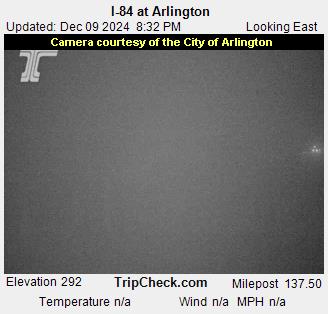 I-84 at Arlington
Updated: Dec 09 2024 8:32 PM Looking East
Camera courtesy of the City of Arlington
Elevation 292 TripCheck.com Milepost 137.50
Temperature n/a Wind n/a MPH n/a